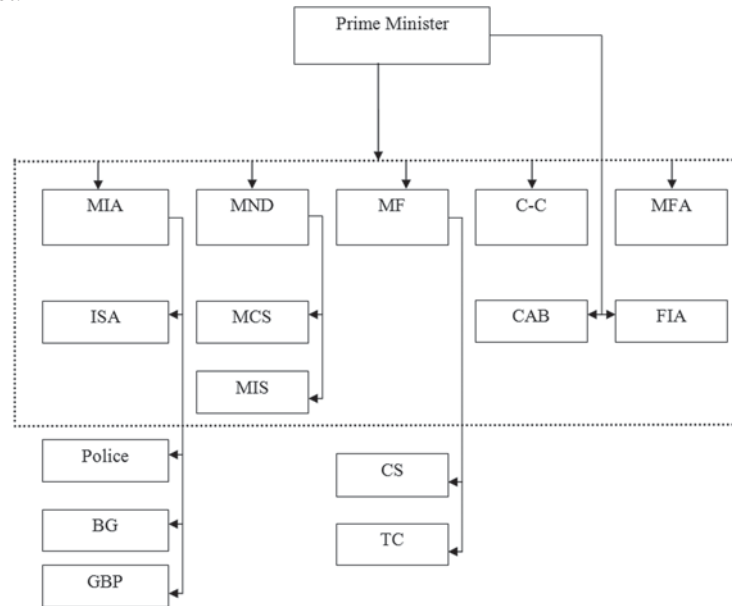 Prime Minister
MIA
MND
MF
C-C
MFA
ISA
MCS
CAB
FIA
MIS
Police
CS
BG
TC
GBP